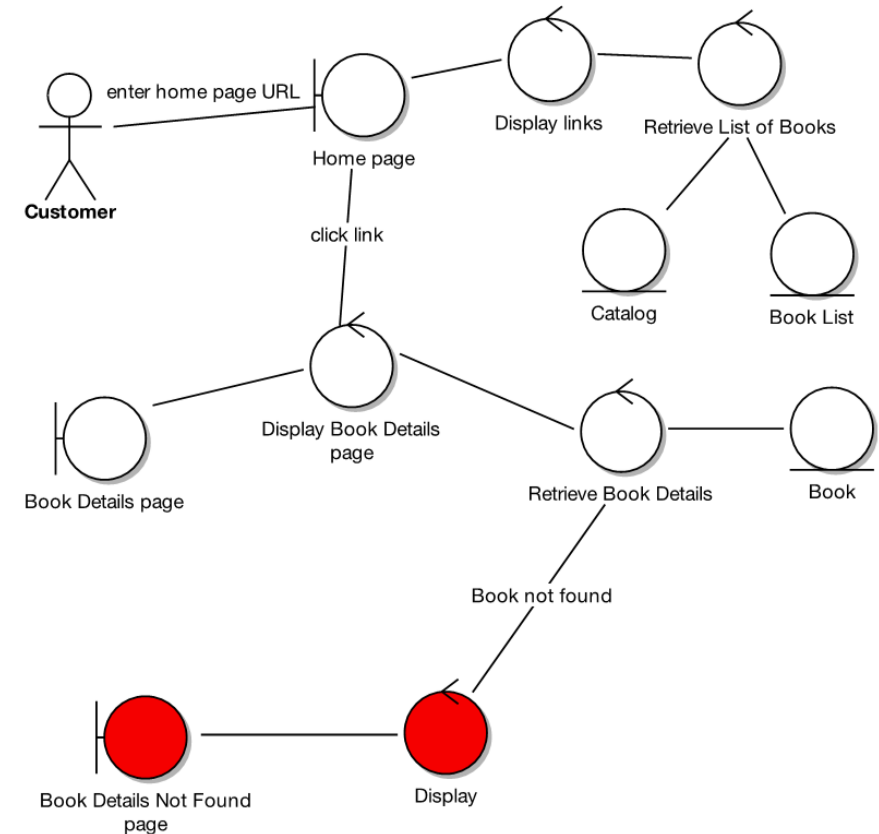 enter home page URL
Customer
Home page
Display links
Retrieve List of Books
click link
Catalog
Book List
Display Book Details
page
Book Details page
Retrieve Book Details
Book
Book not found
Book Details Not Found
page
Display